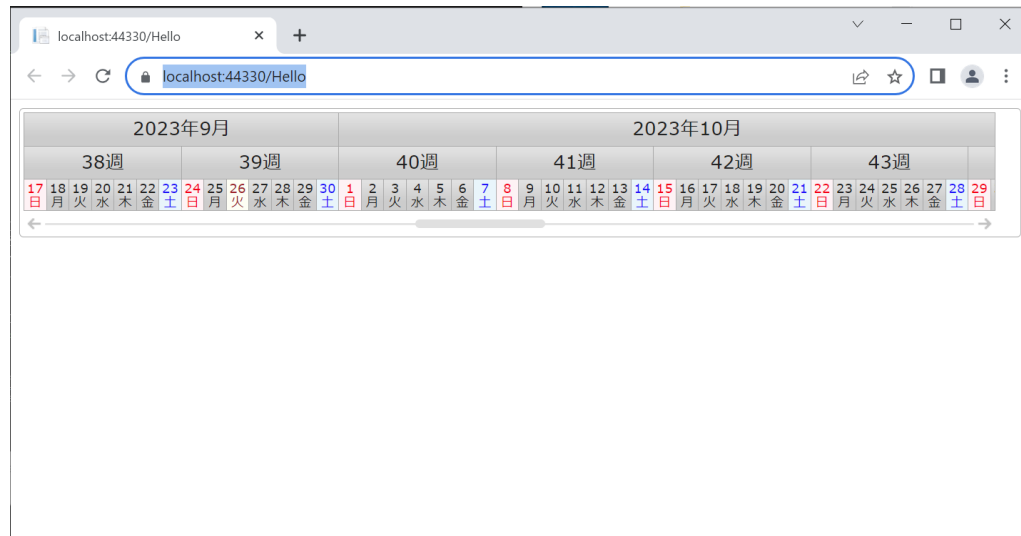 localhost:44330/Hello
localhost:44330/Hello
2023年9月 2023年10月
38週 39週 40週 41週 42週 43週
17 18 19 20 21 22 23 24 25 26 27 28 29 30 1 2 3 4 5 6 7 8 9 10 11 12 13 14 15 16 17 18 19 20 21 22 23 24 25 26 27 28 29
日 月 火 水 木 金 土 日 月 火 水 木 金 土 日 月 火 水 木 金 土 日 月 火 水 木 金 土 日 月 火 水 木 金 土 日 月 火 水 木 金 土 日